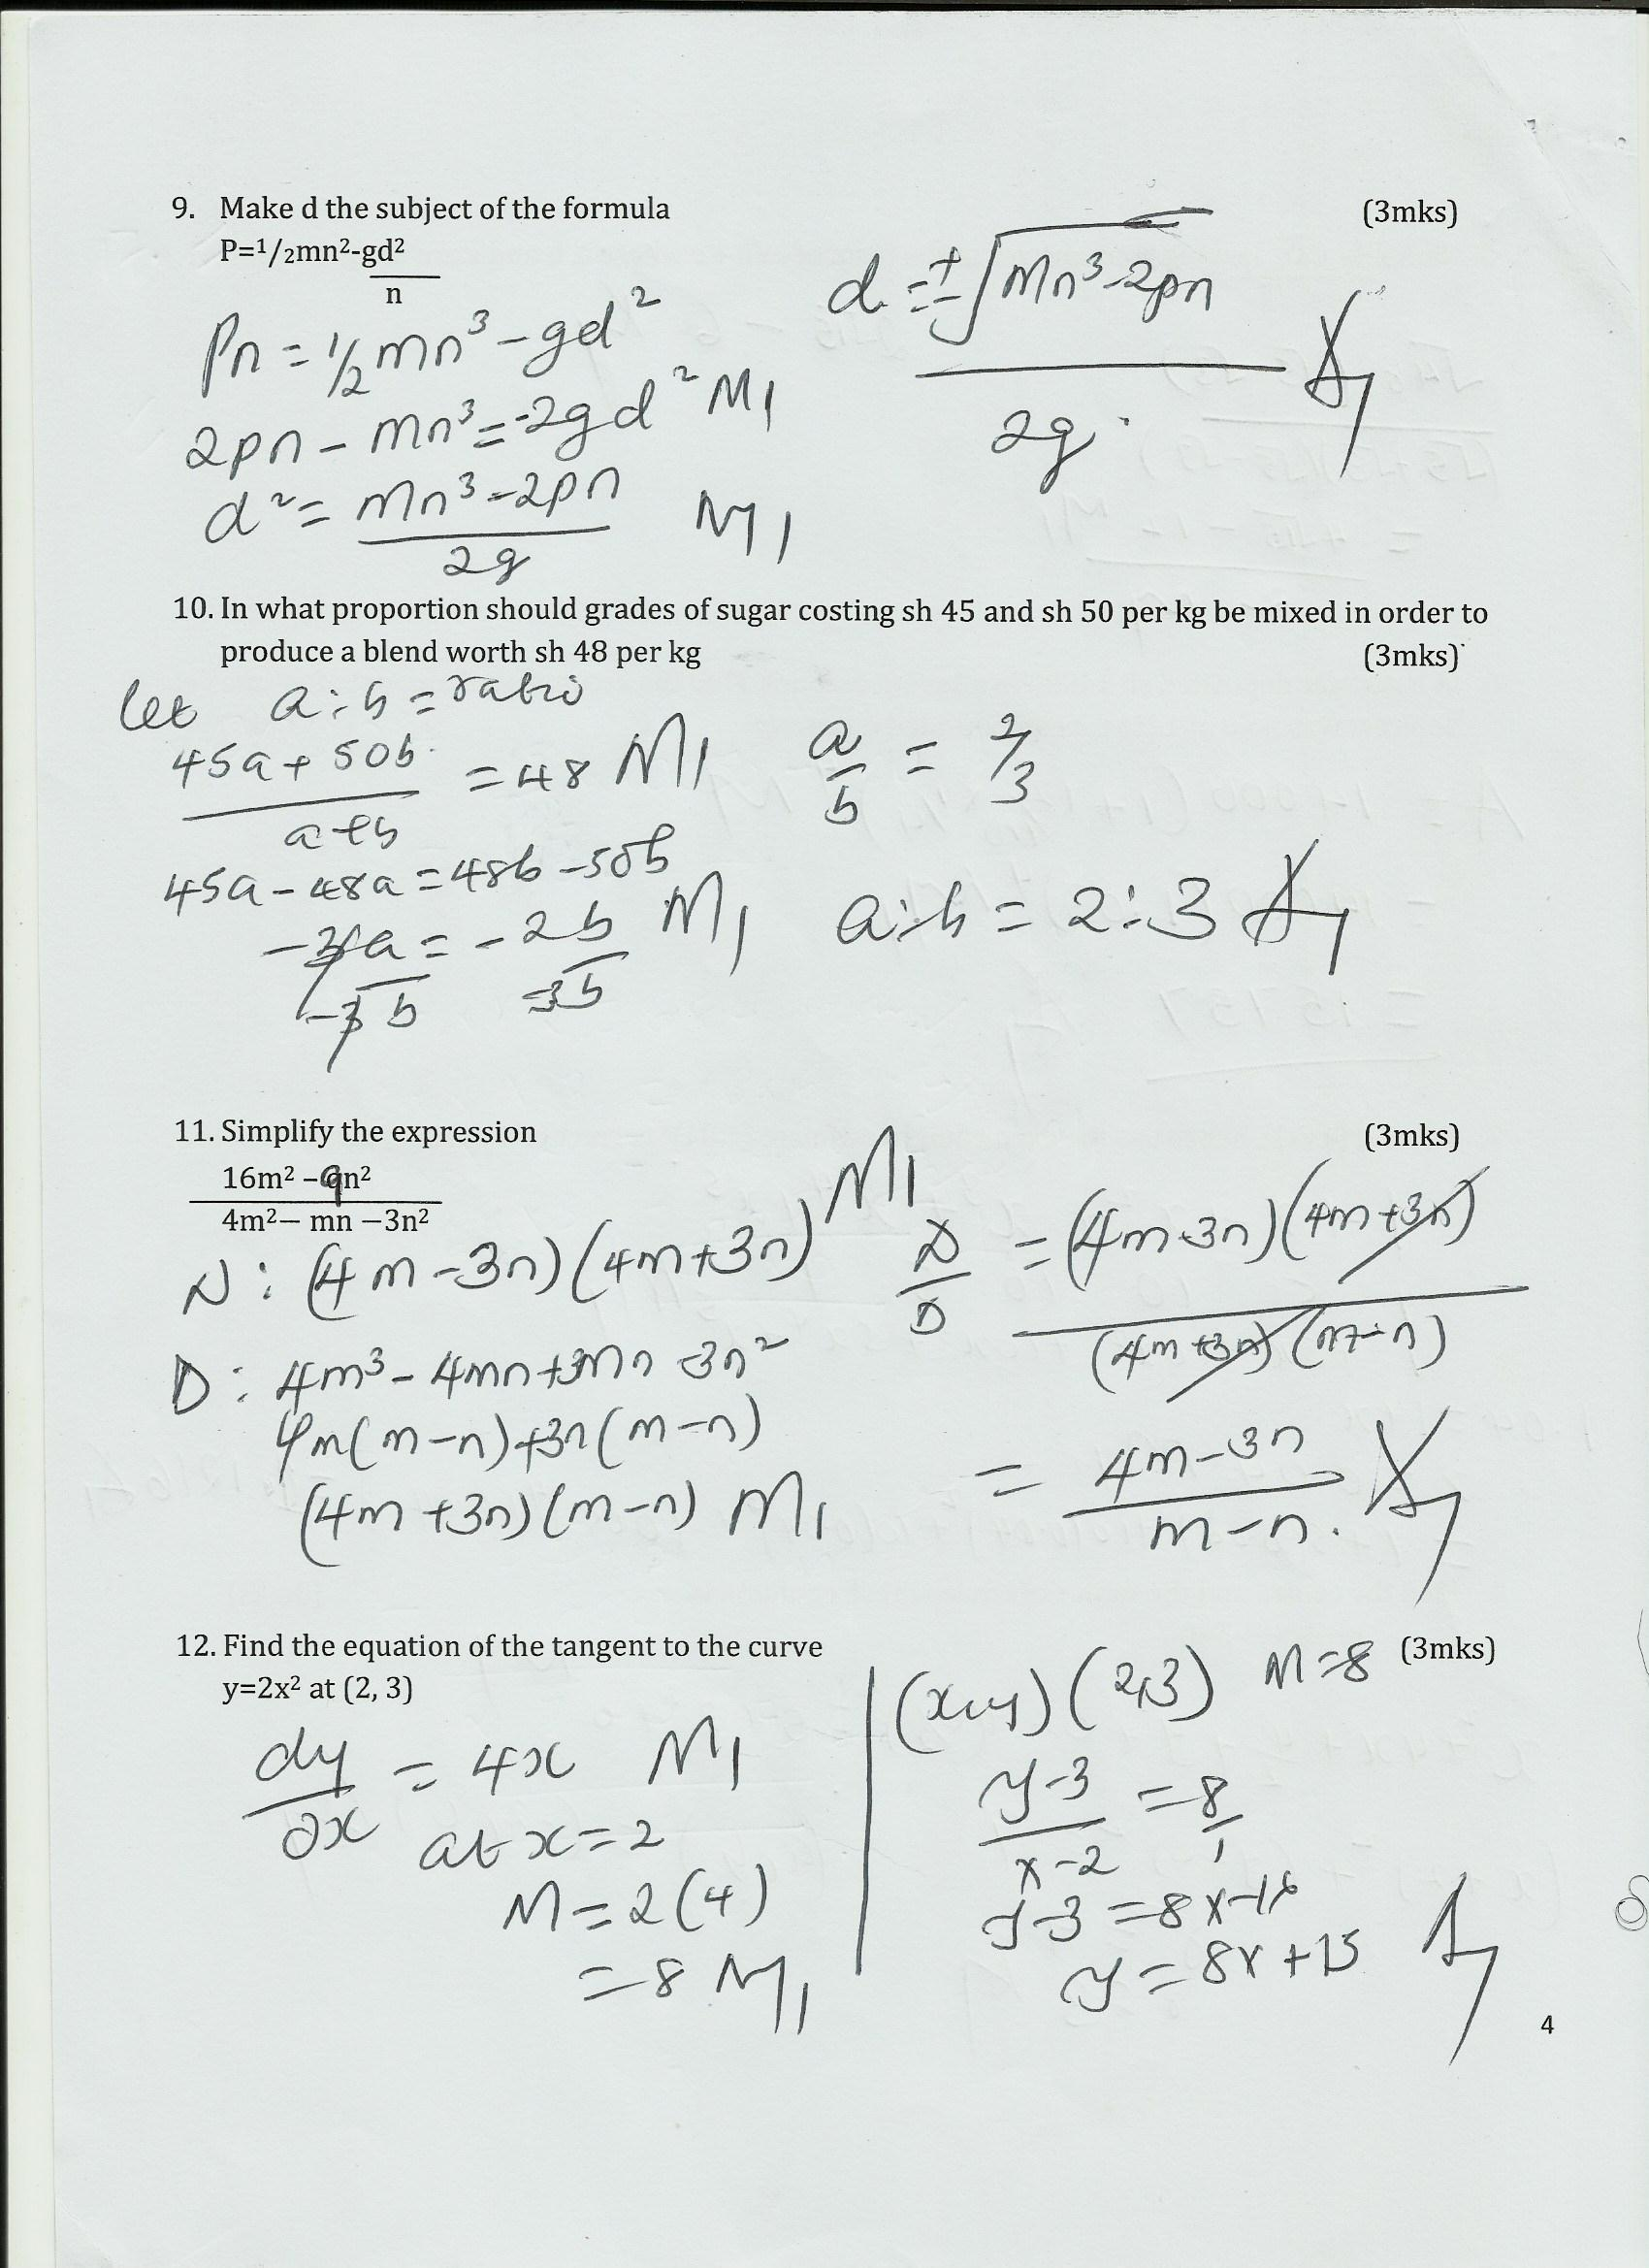 9. Make d the subject of the formula (3mks)
P=1/2mn²-gd²
n
Pn = 1/2 mn³ - gd²
2pn - mn³ = -2gd² M1
d² = mn³ - 2pn M1
2g
d = ± √mn³ - 2pn
2g
A1
10. In what proportion should grades of sugar costing sh 45 and sh 50 per kg be mixed in order to
produce a blend worth sh 48 per kg (3mks)
let a:b = ratio
45a + 50b = 48 M1
a+b
45a - 48a = 48b - 50b
-3a = -2b M1
-3b -3b
a/b = 2/3
a:b = 2:3 A1
11. Simplify the expression (3mks)
16m² – 9n²
4m² – mn – 3n²
N: (4m - 3n)(4m + 3n) M1
D: 4m³ - 4mn + 3mn - 3n²
4m(m - n) + 3n(m - n)
(4m + 3n)(m - n) M1
N/D = (4m - 3n)(4m + 3n)
(4m + 3n)(m - n)
= 4m - 3n
m - n. A1
12. Find the equation of the tangent to the curve (3mks)
y=2x² at (2, 3)
dy = 4x M1
dx
at x = 2
M = 2(4)
= 8 M1
(x,y) (2,3) M = 8
y-3 = 8
x-2 1
y-3 = 8x-16
y = 8x + 13 A1
4